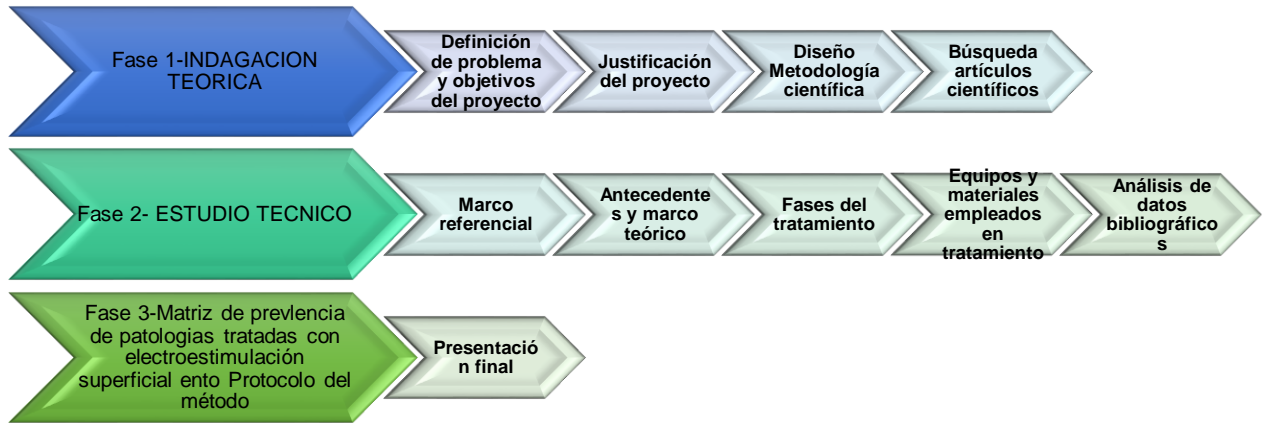 Fase 1-INDAGACION
TEORICA
Definición
de problema
y objetivos
del proyecto
Justificación
del proyecto
Diseño
Metodología
científica
Búsqueda
artículos
científicos
Fase 2- ESTUDIO TECNICO
Marco
referencial
Antecedente
s y marco
teórico
Fases del
tratamiento
Equipos y
materiales
empleados
en
tratamiento
Análisis de
datos
bibliográfico
s
Fase 3-Matriz de prevlencia
de patologias tratadas con
electroestimulación
superficial ento Protocolo del
método
Presentació
n final